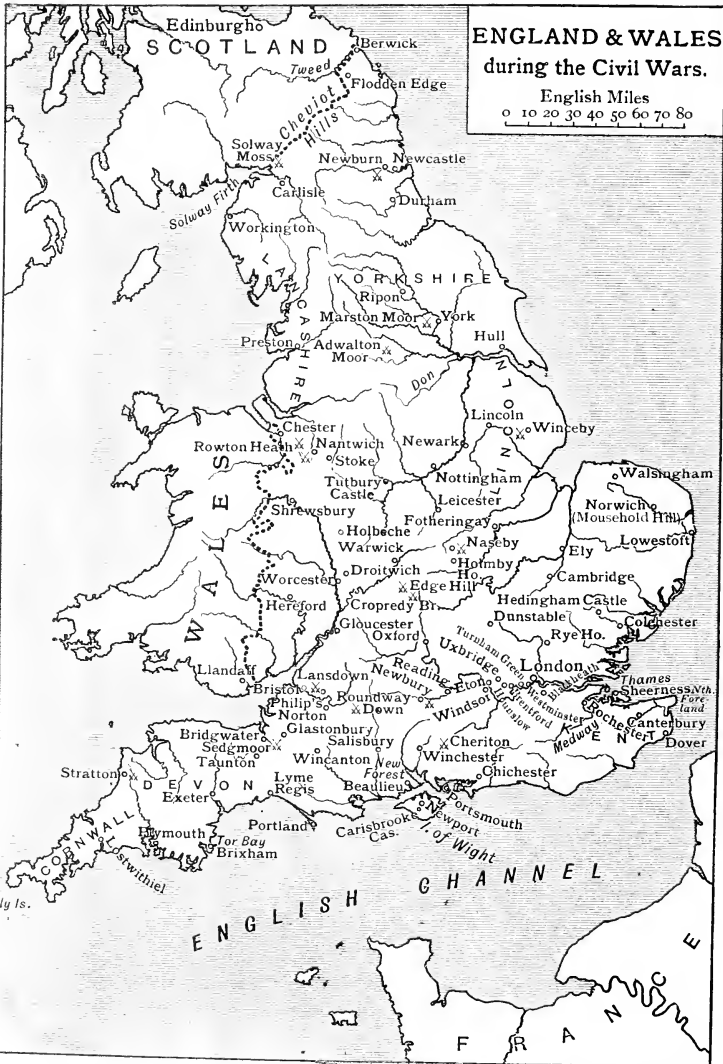 ENGLAND & WALES
during the Civil Wars.
English Miles
0 10 20 30 40 50 60 70 80
Edinburgh
SCOTLAND
Berwick
Tweed
Flodden Edge
Cheviot
Hills
Solway
Moss
Newburn
Newcastle
Solway Firth
Carlisle
Durham
Workington
LANCASHIRE
YORKSHIRE
Ripon
Marston Moor
York
Preston
Adwalton
Moor
Hull
Don
LINCOLN
Lincoln
Winceby
Chester
Rowton Heath
Nantwich
Stoke
Newark
WALES
Tutbury
Castle
Nottingham
Walsingham
Shrewsbury
Leicester
Norwich
(Mousehold Hill)
Fotheringay
Lowestoft
Holbeche
Naseby
Ely
Warwick
Holmby
Ho.
Worcester
Droitwich
Cambridge
Edge Hill
Hereford
Cropredy Br.
Hedingham Castle
Gloucester
Dunstable
Colchester
Oxford
Rye Ho.
Turnham Green
Uxbridge
London
Llandaff
Lansdown
Reading
Eton
Westminster
Blackheath
Thames
Bristol
Newbury
Brentford
Sheerness
Nth.
Foreland
Philip's
Norton
Roundway
Down
Windsor
Hounslow
Rochester
Canterbury
Medway
KENT
Dover
Bridgwater
Glastonbury
Sedgmoor
Salisbury
Cheriton
Taunton
Wincanton
New
Forest
Winchester
Stratton
DEVON
Lyme
Regis
Beaulieu
Chichester
Exeter
Portland
Portsmouth
Carisbrooke
Cas.
Newport
I. of Wight
CORNWALL
Plymouth
Tor Bay
Brixham
Lostwithiel
ly Is.
ENGLISH CHANNEL
FRANCE